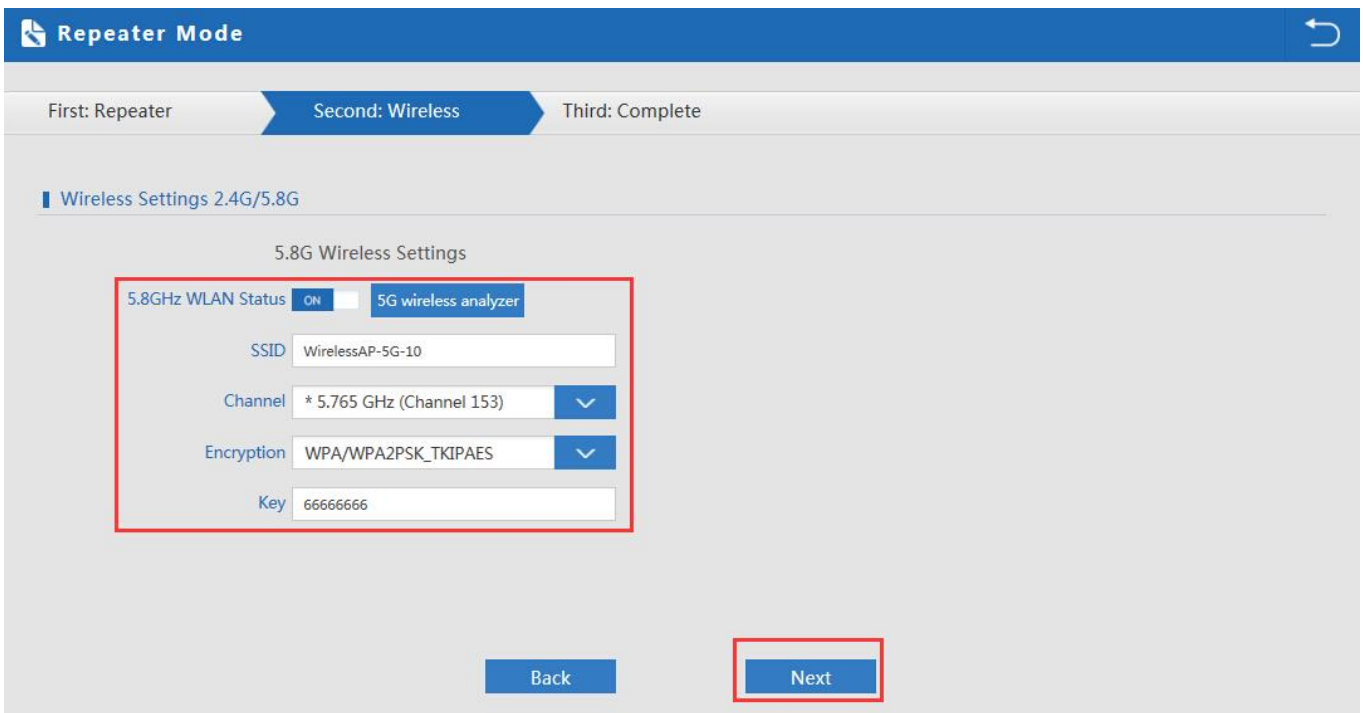 Repeater Mode
First: Repeater Second: Wireless Third: Complete
Wireless Settings 2.4G/5.8G
5.8G Wireless Settings
5.8GHz WLAN Status ON 5G wireless analyzer
SSID WirelessAP-5G-10
Channel * 5.765 GHz (Channel 153)
Encryption WPA/WPA2PSK_TKIPAES
Key 66666666
Back Next